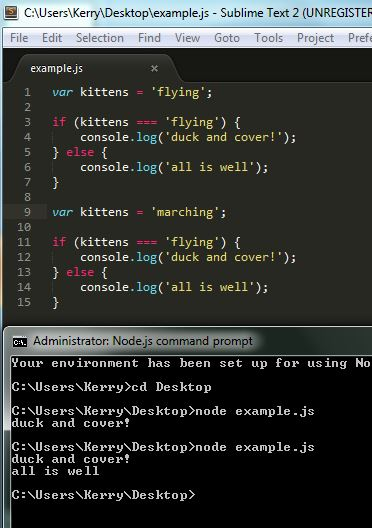 C:\Users\Kerry\Desktop\example.js - Sublime Text 2 (UNREGISTER
File Edit Selection Find View Goto Tools Project Prefe
example.js ×
1 var kittens = 'flying';
2
3 if (kittens === 'flying') {
4     console.log('duck and cover!');
5 } else {
6     console.log('all is well');
7 }
8
9 var kittens = 'marching';
10
11 if (kittens === 'flying') {
12     console.log('duck and cover!');
13 } else {
14     console.log('all is well');
15 }
Administrator: Node.js command prompt
Your environment has been set up for using No
C:\Users\Kerry>cd Desktop
C:\Users\Kerry\Desktop>node example.js
duck and cover!
C:\Users\Kerry\Desktop>node example.js
duck and cover!
all is well
C:\Users\Kerry\Desktop>